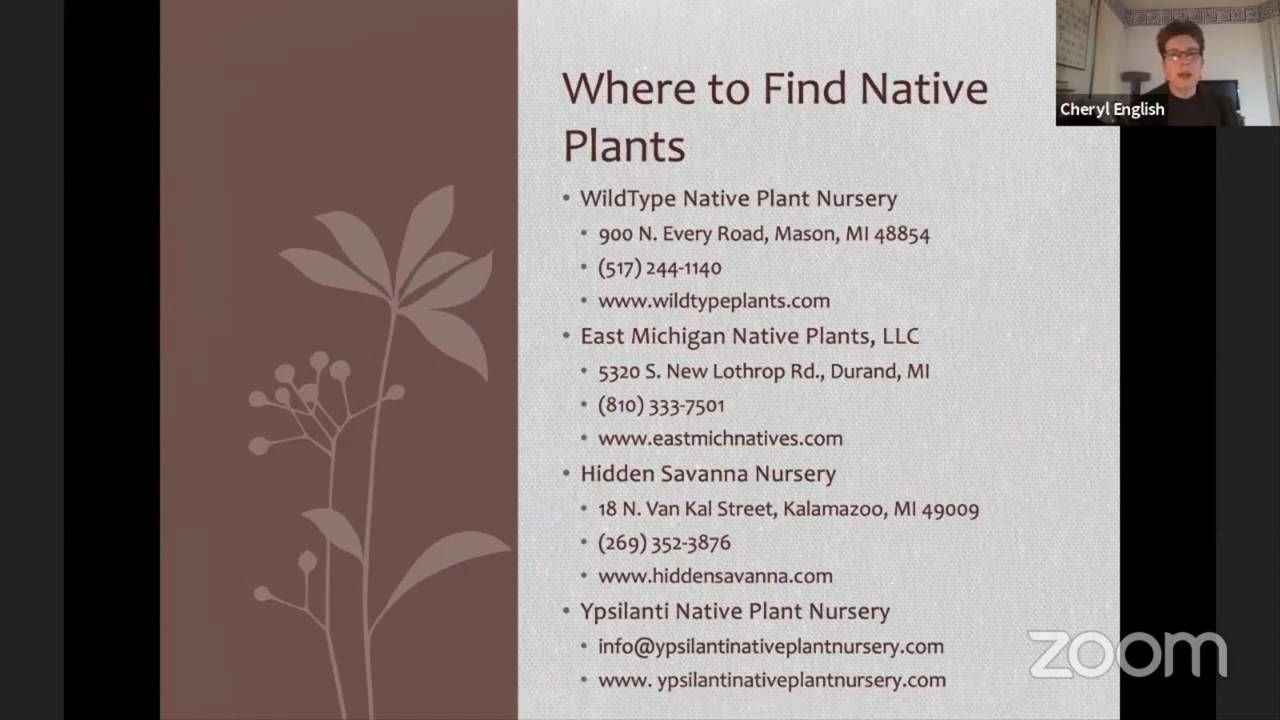 Where to Find Native
Plants
• WildType Native Plant Nursery
• 900 N. Every Road, Mason, MI 48854
• (517) 244-1140
• www.wildtypeplants.com
• East Michigan Native Plants, LLC
• 5320 S. New Lothrop Rd., Durand, MI
• (810) 333-7501
• www.eastmichnatives.com
• Hidden Savanna Nursery
• 18 N. Van Kal Street, Kalamazoo, MI 49009
• (269) 352-3876
• www.hiddensavanna.com
• Ypsilanti Native Plant Nursery
• info@ypsilantinativeplantnursery.com
• www. ypsilantinativeplantnursery.com
Cheryl English
zoom